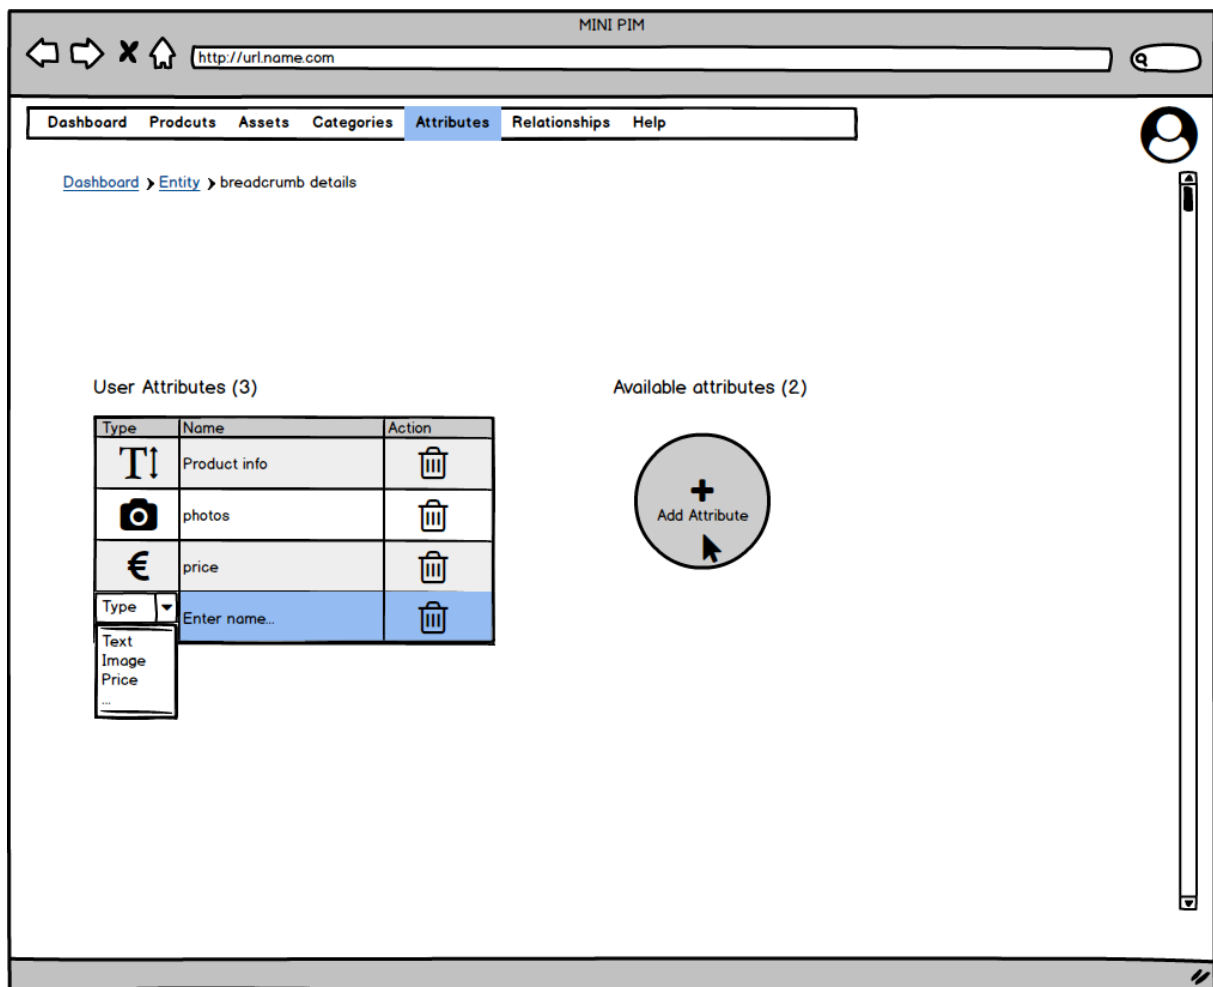 MINI PIM
http://url.name.com
Dashboard Prodcuts Assets Categories Attributes Relationships Help
Dashboard Entity breadcrumb details
User Attributes (3)
Available attributes (2)
Type Name Action
Product info
photos
Add Attribute
€ price
Type Enter name...
Text
Image
Price
...